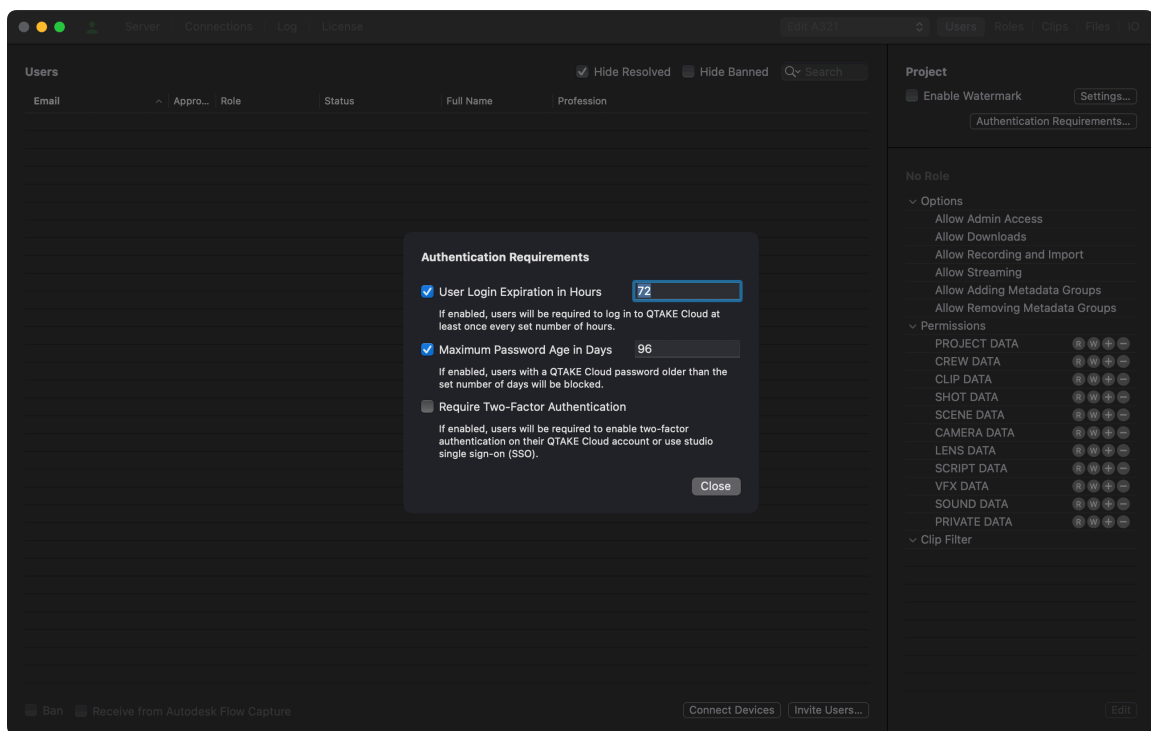 Server Connections Log License Edit A321 Users Roles Clips Files IO
Users Hide Resolved Hide Banned Search
Email Appro... Role Status Full Name Profession
Project
Enable Watermark Settings...
Authentication Requirements...
No Role
Options
Allow Admin Access
Allow Downloads
Allow Recording and Import
Allow Streaming
Allow Adding Metadata Groups
Allow Removing Metadata Groups
Permissions
PROJECT DATA R W + −
CREW DATA R W + −
CLIP DATA R W + −
SHOT DATA R W + −
SCENE DATA R W + −
CAMERA DATA R W + −
LENS DATA R W + −
SCRIPT DATA R W + −
VFX DATA R W + −
SOUND DATA R W + −
PRIVATE DATA R W + −
Clip Filter
Authentication Requirements
User Login Expiration in Hours 72
If enabled, users will be required to log in to QTAKE Cloud at
least once every set number of hours.
Maximum Password Age in Days 96
If enabled, users with a QTAKE Cloud password older than the
set number of days will be blocked.
Require Two-Factor Authentication
If enabled, users will be required to enable two-factor
authentication on their QTAKE Cloud account or use studio
single sign-on (SSO).
Close
Ban Receive from Autodesk Flow Capture Connect Devices Invite Users... Edit